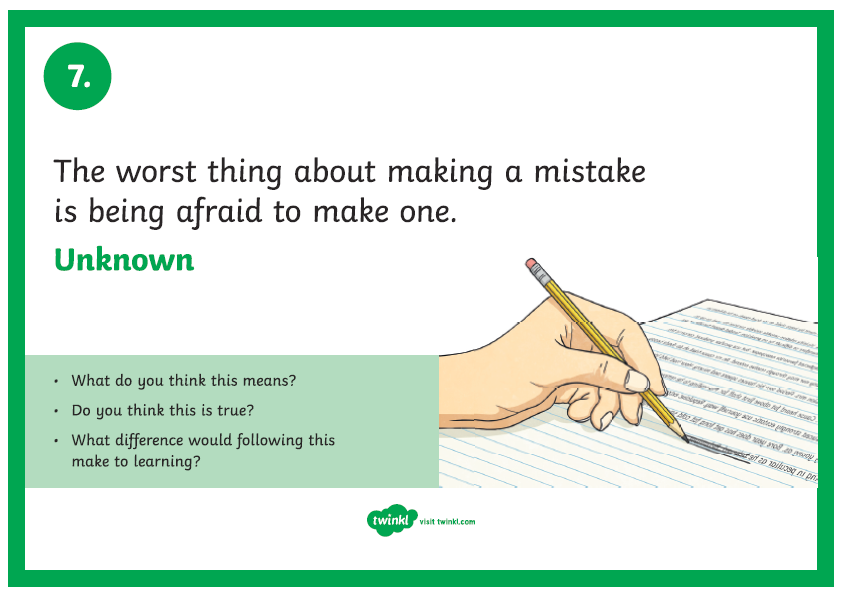 7.
The worst thing about making a mistake
is being afraid to make one.
Unknown
• What do you think this means?
• Do you think this is true?
• What difference would following this
make to learning?
twinkl visit twinkl.com